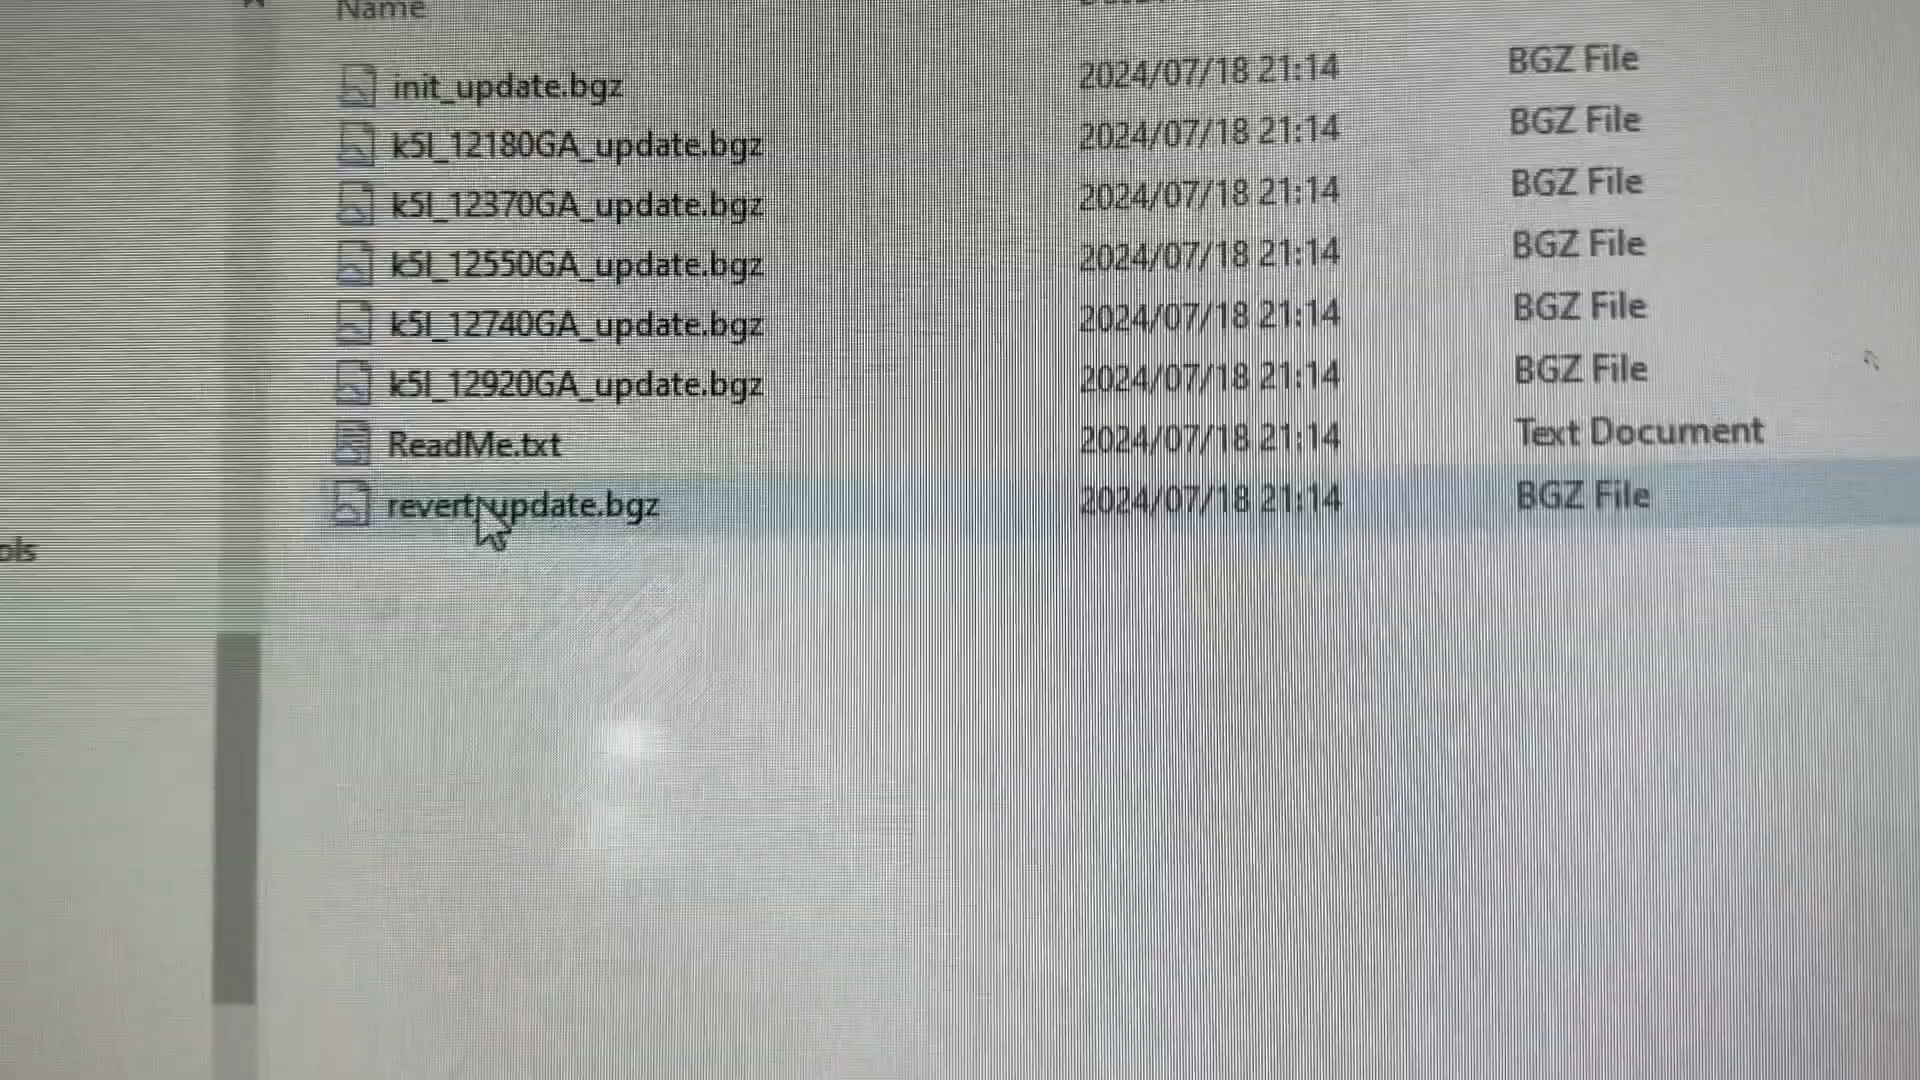 Name
init_update.bgz 2024/07/18 21:14 BGZ File
k5l_12180GA_update.bgz 2024/07/18 21:14 BGZ File
k5l_12370GA_update.bgz 2024/07/18 21:14 BGZ File
k5l_12550GA_update.bgz 2024/07/18 21:14 BGZ File
k5l_12740GA_update.bgz 2024/07/18 21:14 BGZ File
k5l_12920GA_update.bgz 2024/07/18 21:14 BGZ File
ReadMe.txt 2024/07/18 21:14 Text Document
revert_update.bgz 2024/07/18 21:14 BGZ File
ols